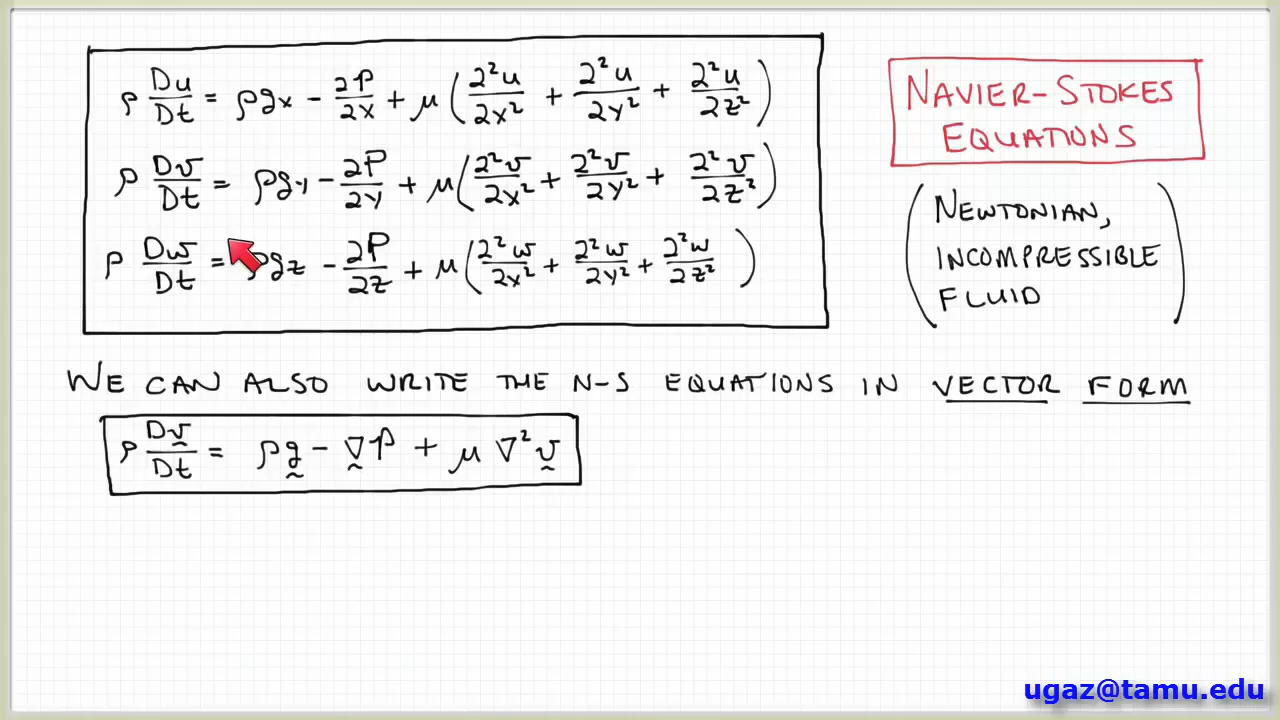 ρ Du/Dt = ρgx − ∂P/∂x + μ(∂²u/∂x² + ∂²u/∂y² + ∂²u/∂z²)
ρ Dv/Dt = ρgy − ∂P/∂y + μ(∂²v/∂x² + ∂²v/∂y² + ∂²v/∂z²)
ρ Dw/Dt = ρgz − ∂P/∂z + μ(∂²w/∂x² + ∂²w/∂y² + ∂²w/∂z²)
NAVIER-STOKES
EQUATIONS
(NEWTONIAN,
INCOMPRESSIBLE
FLUID)
WE CAN ALSO WRITE THE N-S EQUATIONS IN VECTOR FORM
ρ Dv̰/Dt = ρg̰ − ∇̰P + μ ∇²v̰
ugaz@tamu.edu